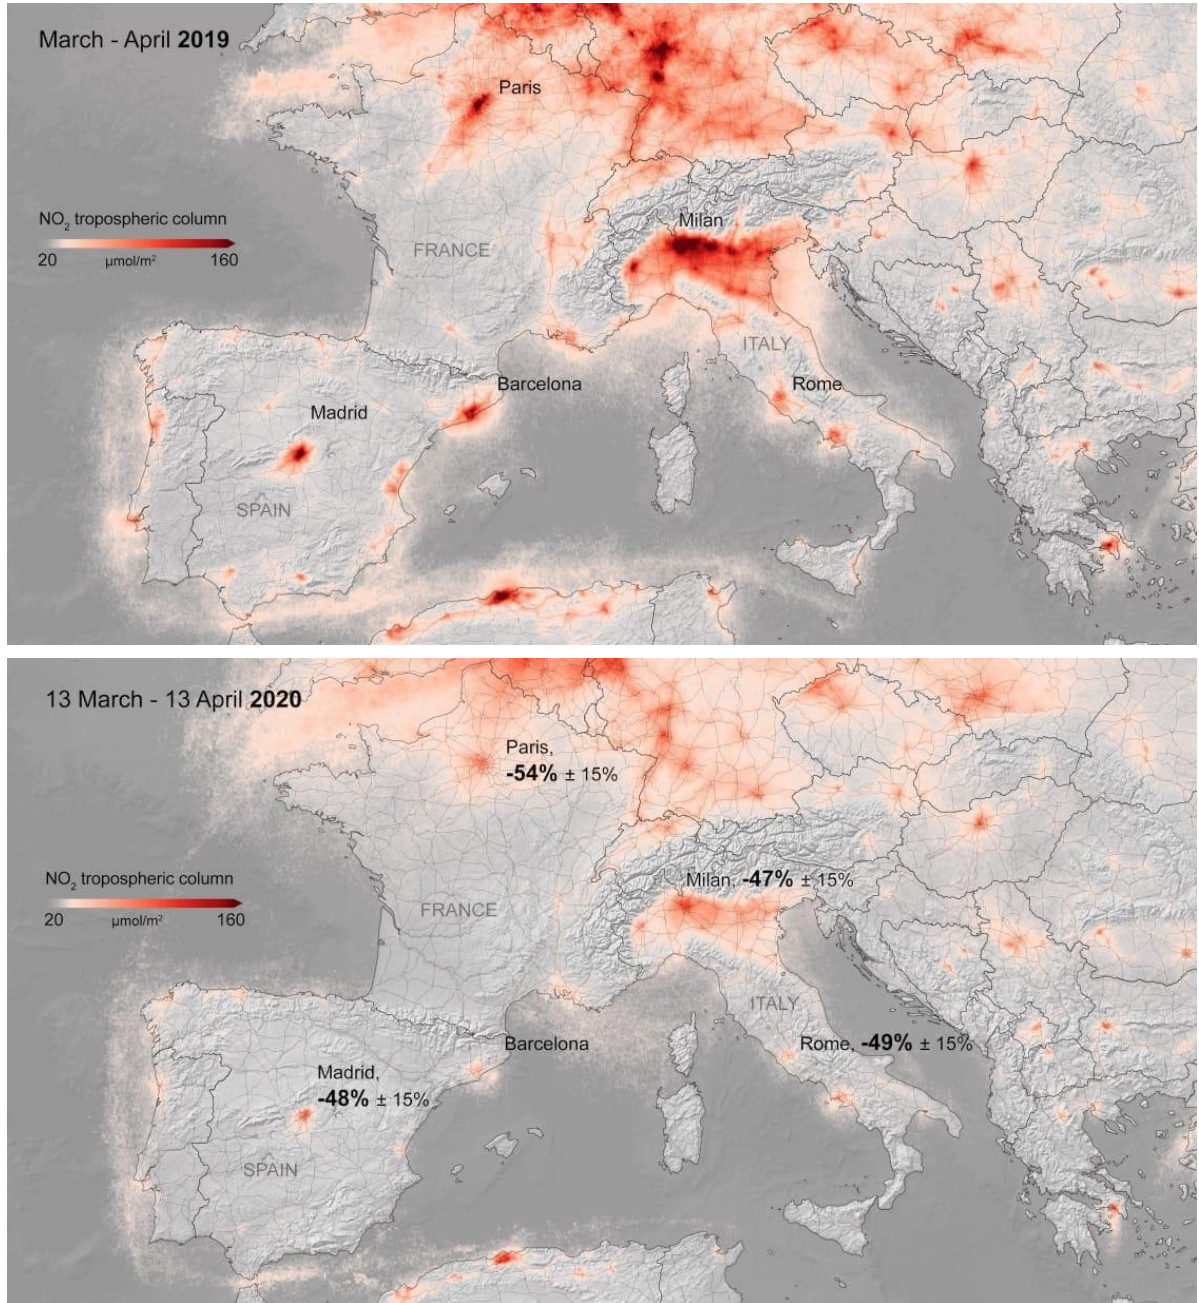 March - April 2019
Paris
NO₂ tropospheric column
20 µmol/m² 160
Milan
FRANCE
ITALY
Barcelona
Rome
Madrid
SPAIN
13 March - 13 April 2020
Paris,
-54% ± 15%
NO₂ tropospheric column
20 µmol/m² 160
Milan, -47% ± 15%
FRANCE
ITALY
Barcelona
Rome, -49% ± 15%
Madrid,
-48% ± 15%
SPAIN